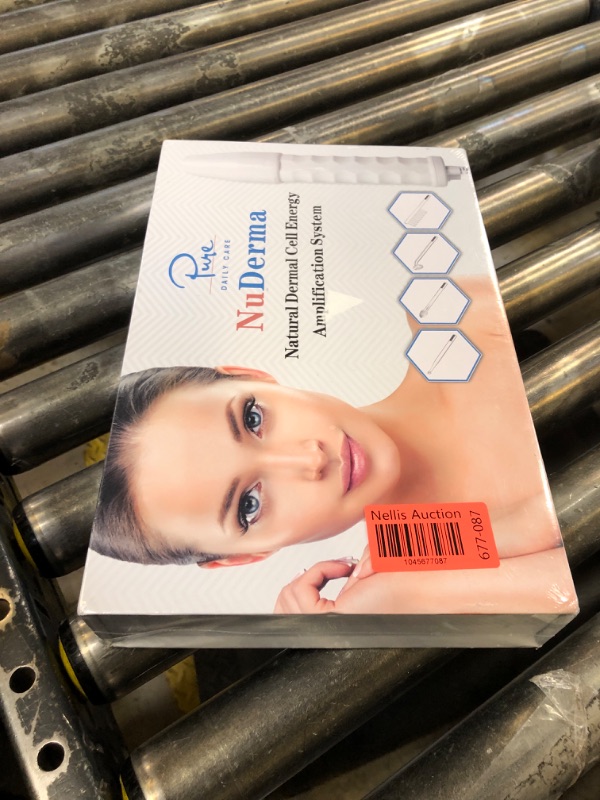 Pure
DAILY CARE
NuDerma
Natural Dermal Cell Energy
Amplification System
Nellis Auction
1045677087
677-087